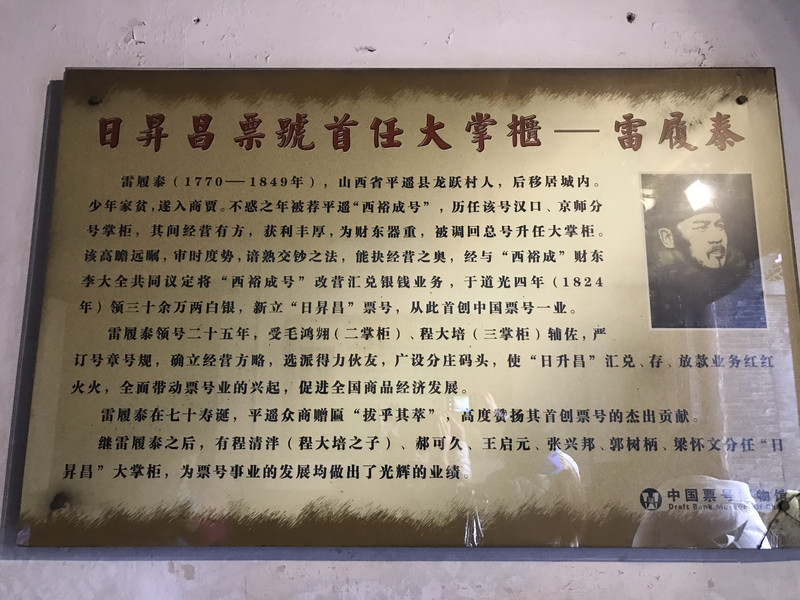 日昇昌票號首任大掌櫃——雷履泰
雷履泰（1770——1849年），山西省平遥县龙跃村人，后移居城内。
少年家贫，遂入商贾。不惑之年被荐平遥“西裕成号”，历任该号汉口、京师分
号掌柜，其间经营有方，获利丰厚，为财东器重，被调回总号升任大掌柜。
该高瞻远瞩，审时度势，谙熟交钞之法，能抉经营之奥，经与“西裕成”财东
李大全共同议定将“西裕成号”改营汇兑银钱业务，于道光四年（1824
年）领三十余万两白银，新立“日昇昌”票号，从此首创中国票号一业。
雷履泰领号二十五年，受毛鸿翙（二掌柜）、程大培（三掌柜）辅佐，严
订号章号规，确立经营方略，选派得力伙友，广设分庄码头，使“日升昌”汇兑、存、放款业务红红
火火，全面带动票号业的兴起，促进全国商品经济发展。
雷履泰在七十寿诞，平遥众商赠匾“拔乎其萃”，高度赞扬其首创票号的杰出贡献。
继雷履泰之后，有程清泮（程大培之子）、郝可久、王启元、张兴邦、郭树柄、梁怀文分任“日
昇昌”大掌柜，为票号事业的发展均做出了光辉的业绩。
中国票号博物馆
Draft Bank Museum of